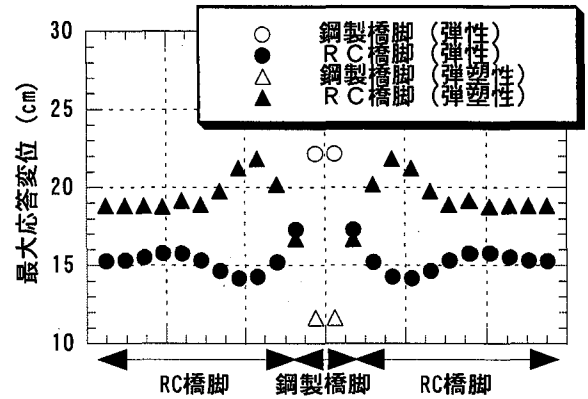 ○ 鋼製橋脚(弾性)
● RC橋脚(弾性)
△ 鋼製橋脚(弾塑性)
▲ RC橋脚(弾塑性)
最大応答変位 (cm)
30
25
20
15
10
RC橋脚 鋼製橋脚 RC橋脚